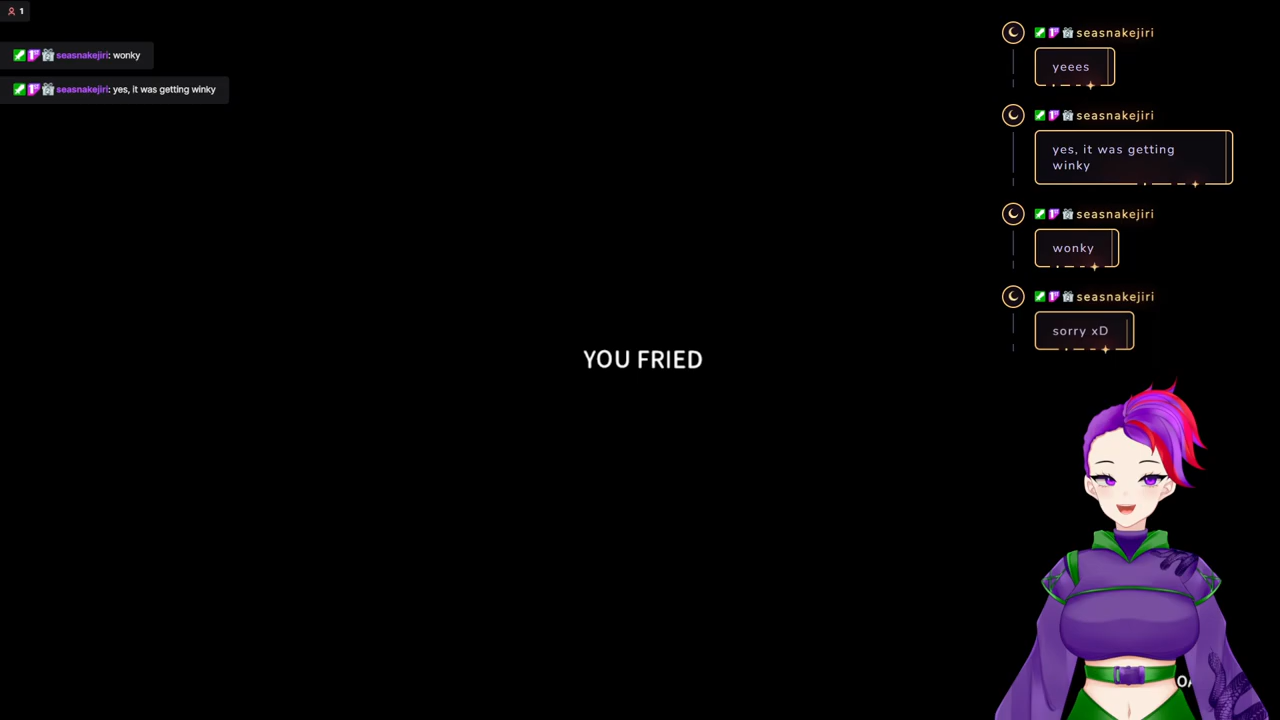 1
seasnakejiri: wonky
seasnakejiri: yes, it was getting winky
YOU FRIED
seasnakejiri
yeees
seasnakejiri
yes, it was getting
winky
seasnakejiri
wonky
seasnakejiri
sorry xD